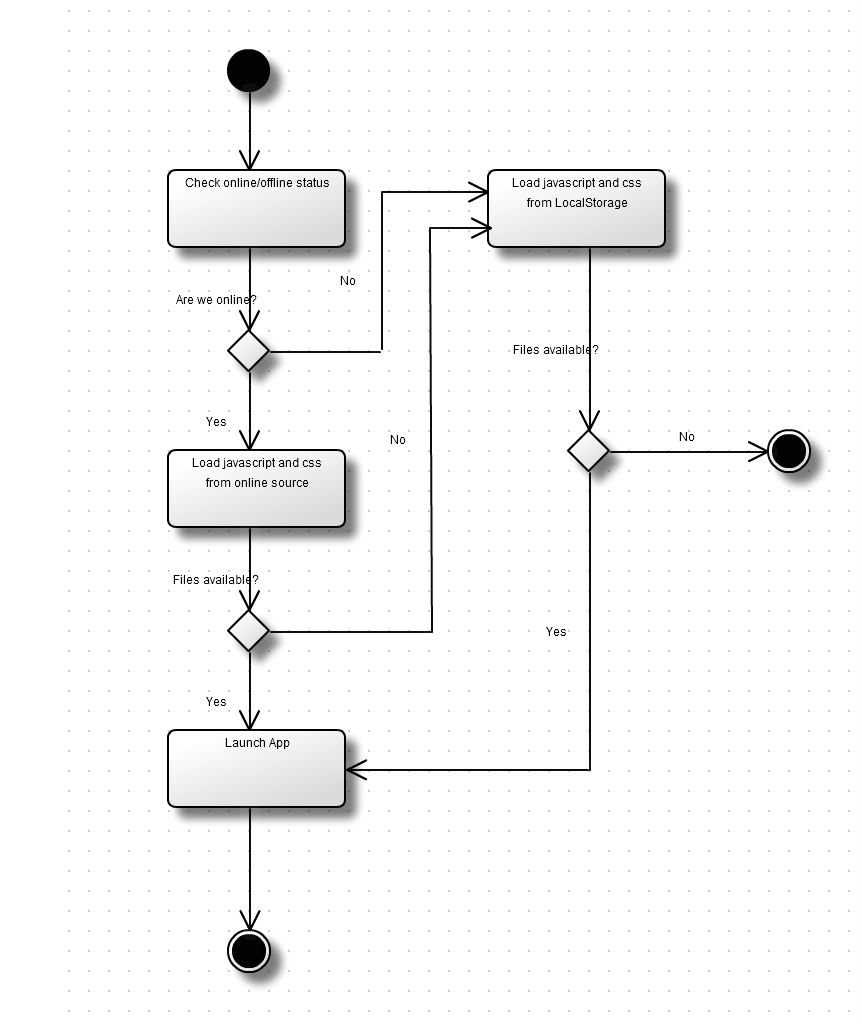 Check online/offline status
Load javascript and css
from LocalStorage
No
Are we online?
Files available?
Yes
No
No
Load javascript and css
from online source
Files available?
Yes
Yes
Launch App